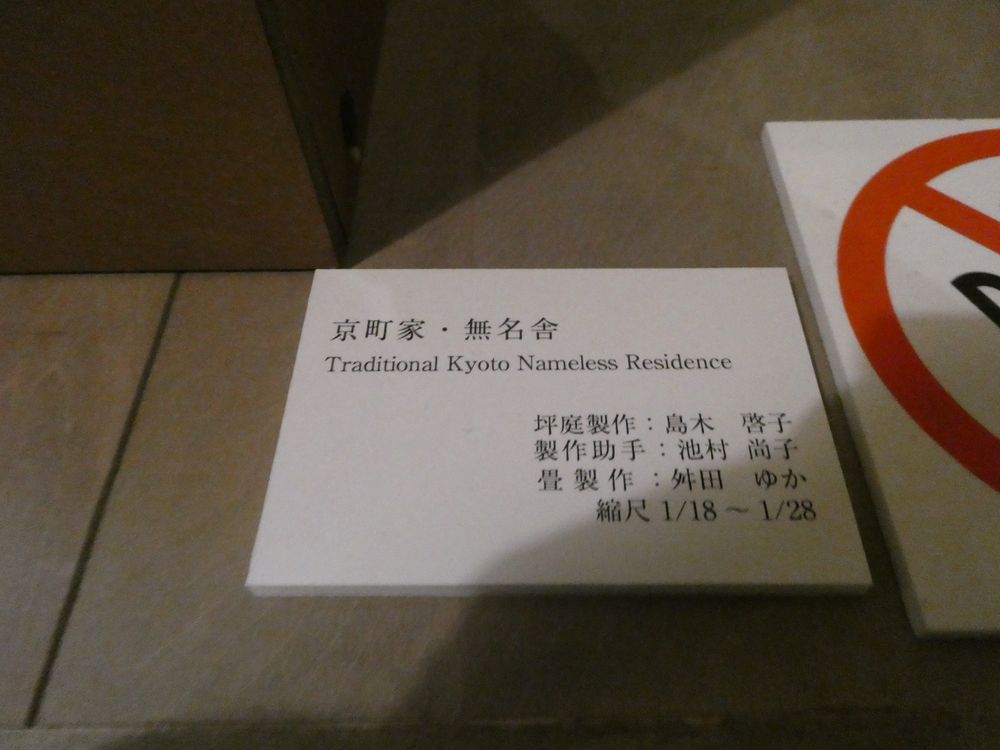 京町家・無名舎
Traditional Kyoto Nameless Residence
坪庭製作：島木　啓子
製作助手：池村 尚子
畳製作：舛田　ゆか
縮尺 1/18 ～ 1/28